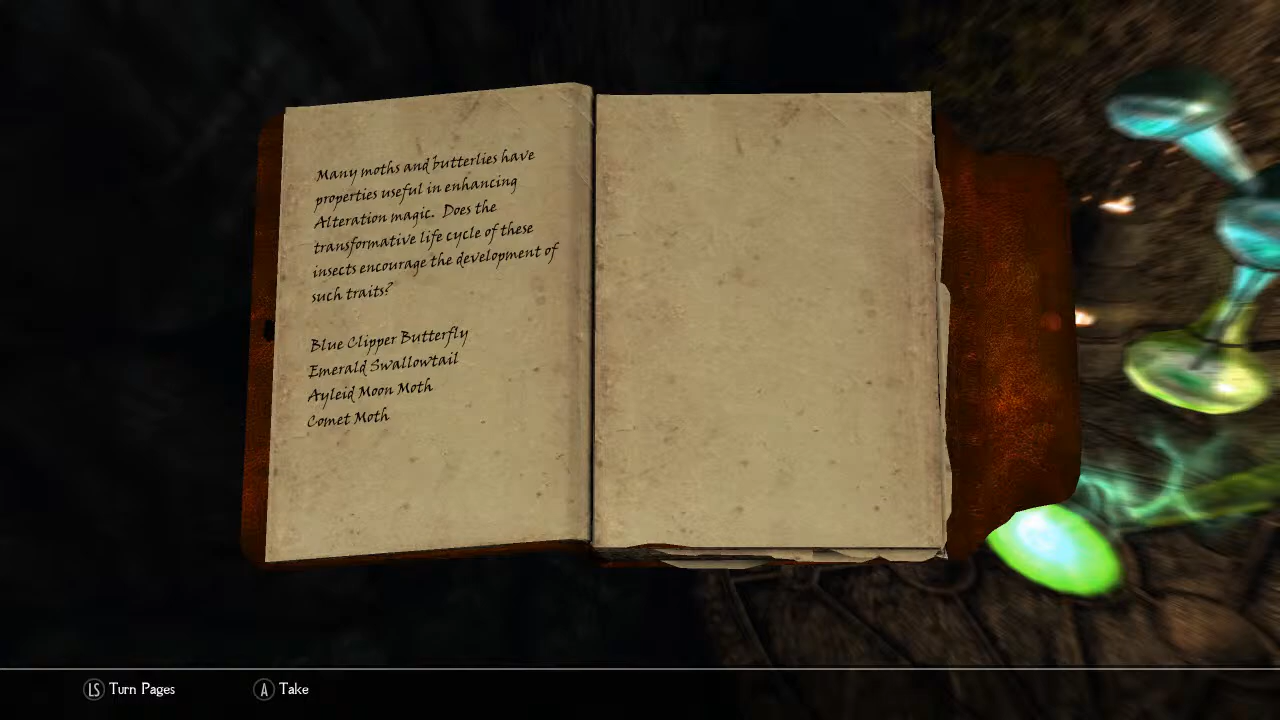 Many moths and butterlies have
properties useful in enhancing
Alteration magic. Does the
transformative life cycle of these
insects encourage the development of
such traits?
Blue Clipper Butterfly
Emerald Swallowtail
Ayleid Moon Moth
Comet Moth
LS Turn Pages
A Take